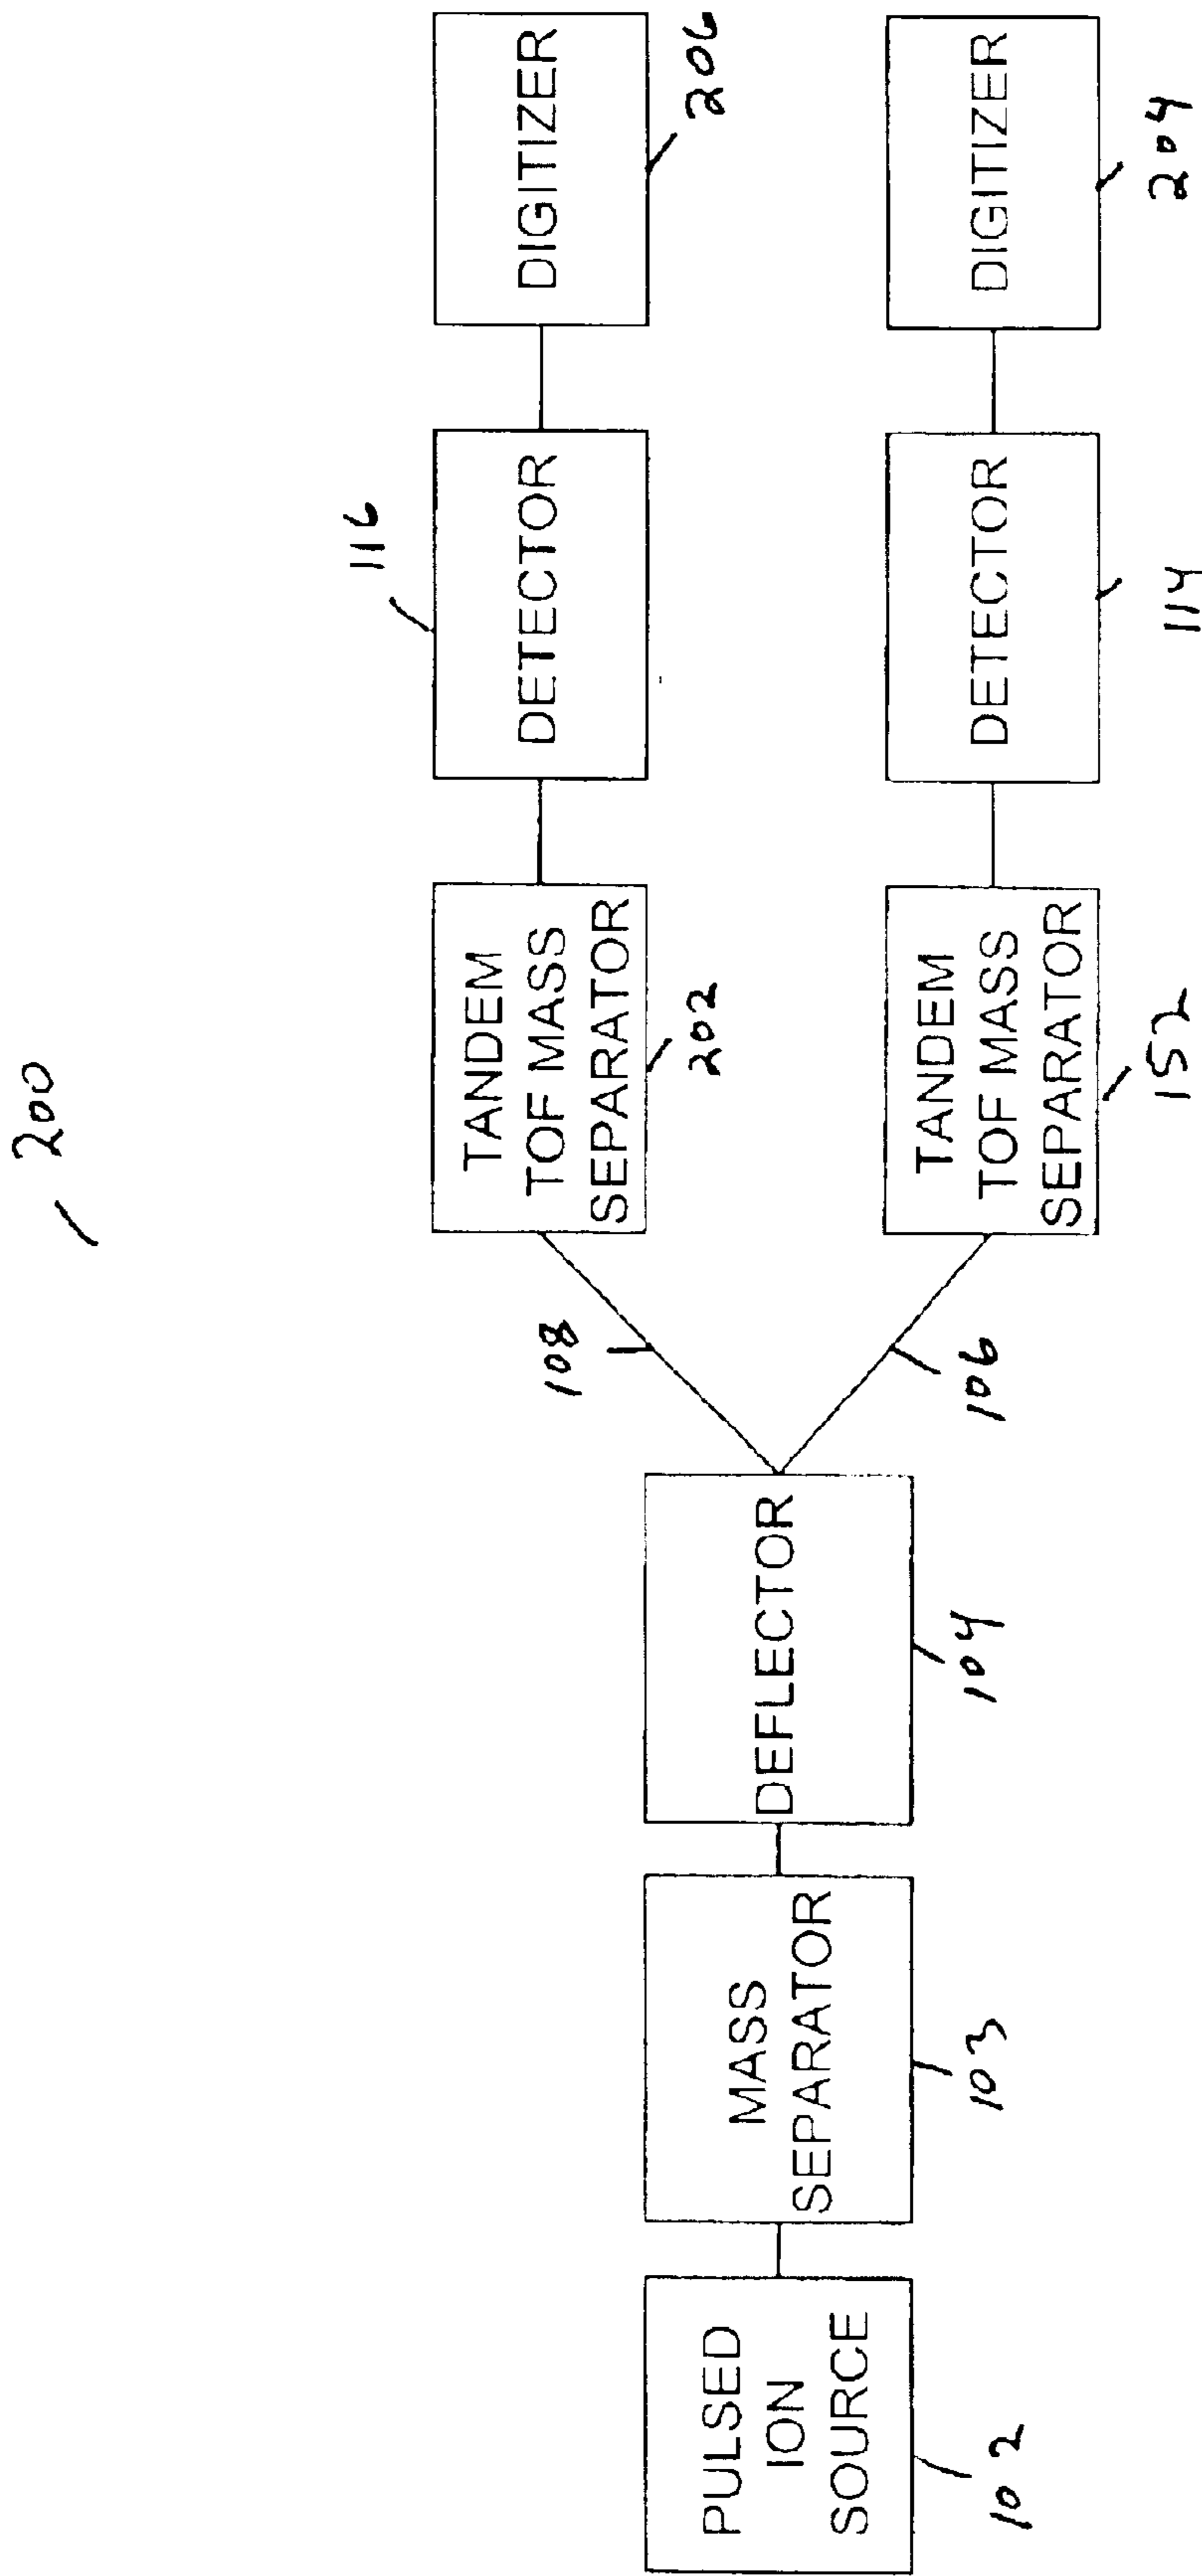 200
PULSED
ION
SOURCE
102
MASS
SEPARATOR
103
DEFLECTOR
104
108
106
TANDEM
TOF MASS
SEPARATOR
202
DETECTOR
116
DIGITIZER
206
TANDEM
TOF MASS
SEPARATOR
152
DETECTOR
114
DIGITIZER
204